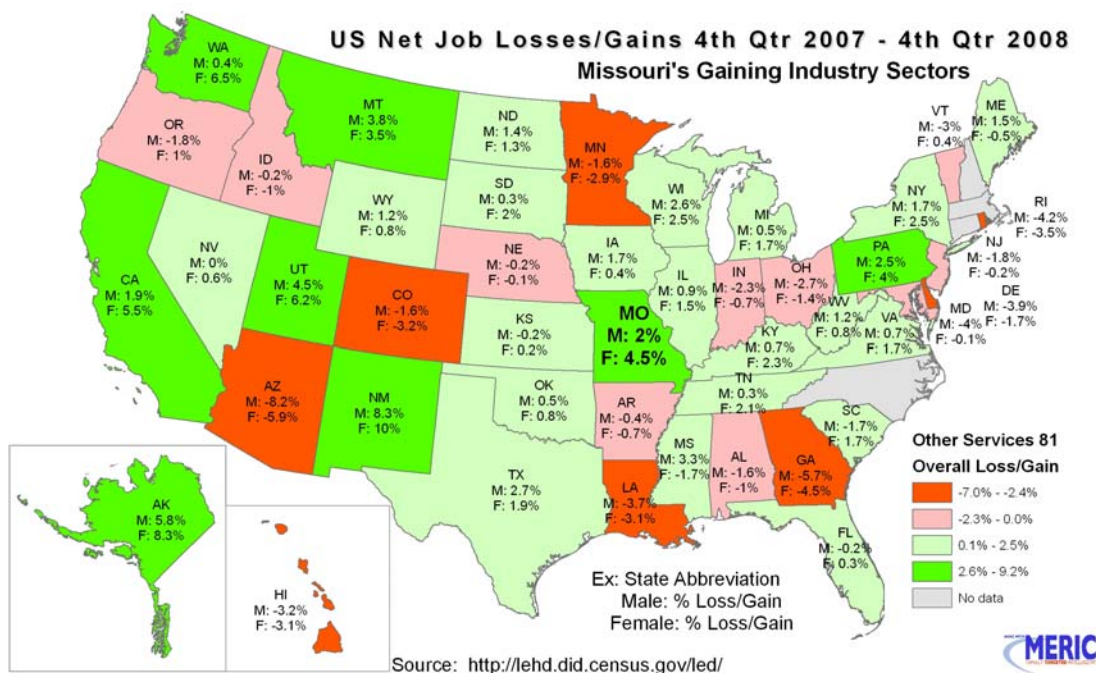 US Net Job Losses/Gains 4th Qtr 2007 - 4th Qtr 2008
Missouri's Gaining Industry Sectors
WA
M: 0.4%
F: 6.5%
OR
M: -1.8%
F: 1%
ID
M: -0.2%
F: -1%
MT
M: 3.8%
F: 3.5%
ND
M: 1.4%
F: 1.3%
MN
M: -1.6%
F: -2.9%
SD
M: 0.3%
F: 2%
WY
M: 1.2%
F: 0.8%
WI
M: 2.6%
F: 2.5%
MI
M: 0.5%
F: 1.7%
VT
M: -3%
F: 0.4%
ME
M: 1.5%
F: -0.5%
NY
M: 1.7%
F: 2.5%
RI
M: -4.2%
F: -3.5%
NJ
M: -1.8%
F: -0.2%
DE
M: -3.9%
F: -1.7%
MD
M: -4%
F: -0.1%
PA
M: 2.5%
F: 4%
CA
M: 1.9%
F: 5.5%
NV
M: 0%
F: 0.6%
UT
M: 4.5%
F: 6.2%
CO
M: -1.6%
F: -3.2%
NE
M: -0.2%
F: -0.1%
IA
M: 1.7%
F: 0.4%
IL
M: 0.9%
F: 1.5%
IN
M: -2.3%
F: -0.7%
OH
M: -2.7%
F: -1.4%
WV
M: 1.2%
F: 0.8%
VA
M: 0.7%
F: 1.7%
KS
M: -0.2%
F: 0.2%
MO
M: 2%
F: 4.5%
KY
M: 0.7%
F: 2.3%
TN
M: 0.3%
F: 2.1%
AZ
M: -8.2%
F: -5.9%
NM
M: 8.3%
F: 10%
OK
M: 0.5%
F: 0.8%
AR
M: -0.4%
F: -0.7%
SC
M: -1.7%
F: 1.7%
MS
M: 3.3%
F: -1.7%
AL
M: -1.6%
F: -1%
GA
M: -5.7%
F: -4.5%
TX
M: 2.7%
F: 1.9%
LA
M: -3.7%
F: -3.1%
FL
M: -0.2%
F: 0.3%
AK
M: 5.8%
F: 8.3%
HI
M: -3.2%
F: -3.1%
Other Services 81
Overall Loss/Gain
-7.0% - -2.4%
-2.3% - 0.0%
0.1% - 2.5%
2.6% - 9.2%
No data
Ex: State Abbreviation
Male: % Loss/Gain
Female: % Loss/Gain
Source: http://lehd.did.census.gov/led/
MERIC